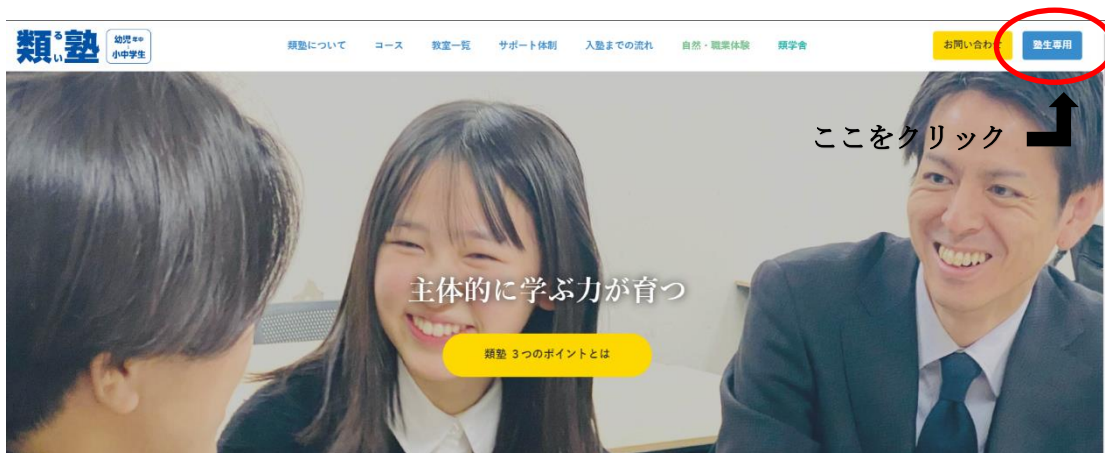 類塾
るい
幼児 年中
小中学生
類塾について
コース
教室一覧
サポート体制
入塾までの流れ
自然・職業体験
類学舎
お問い合わせ
塾生専用
ここをクリック
主体的に学ぶ力が育つ
類塾 3つのポイントとは